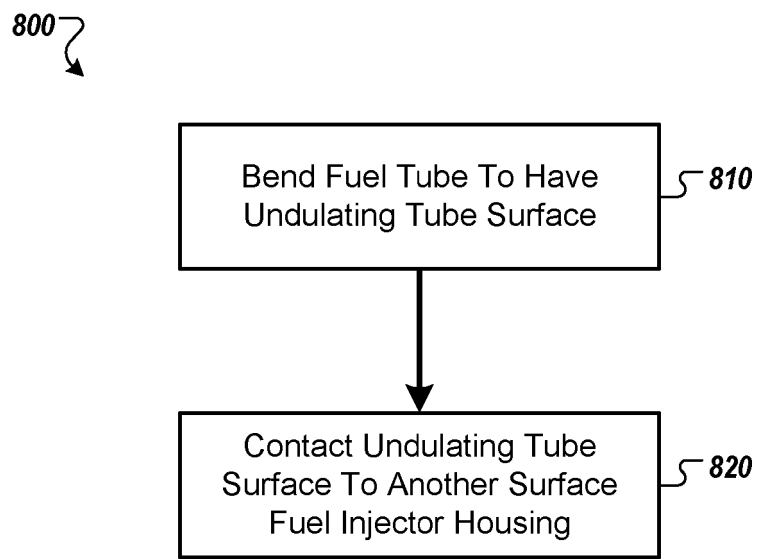 800
Bend Fuel Tube To Have
Undulating Tube Surface
810
Contact Undulating Tube
Surface To Another Surface
Fuel Injector Housing
820